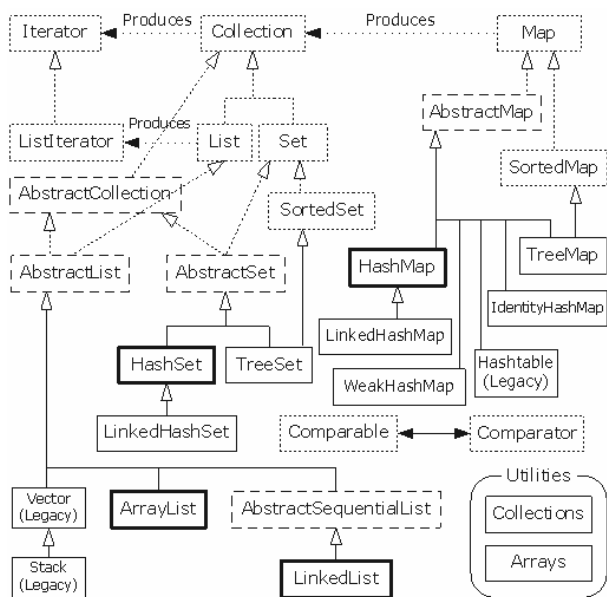 Iterator
Produces
Collection
Produces
Map
AbstractMap
ListIterator
Produces
List
Set
SortedMap
AbstractCollection
SortedSet
AbstractList
AbstractSet
HashMap
TreeMap
IdentityHashMap
LinkedHashMap
HashSet
TreeSet
WeakHashMap
Hashtable
(Legacy)
LinkedHashSet
Comparable
Comparator
Utilities
Vector
(Legacy)
ArrayList
AbstractSequentialList
Collections
Stack
(Legacy)
LinkedList
Arrays